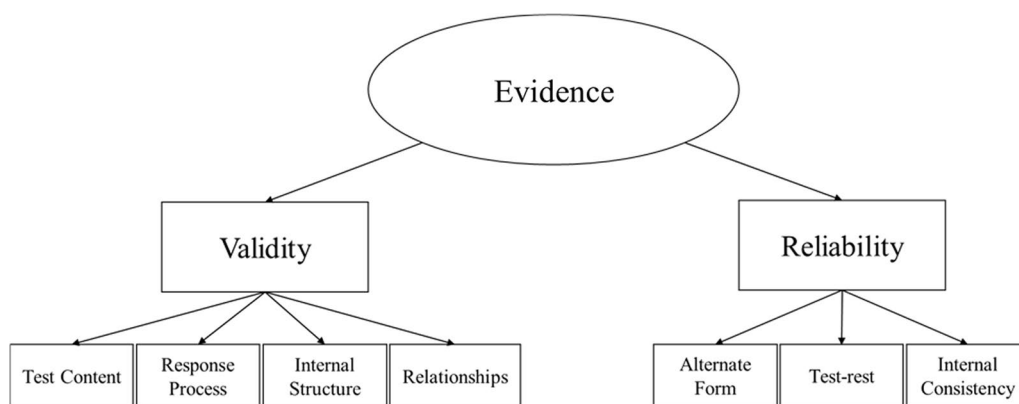 Evidence
Validity
Reliability
Test Content
Response
Process
Internal
Structure
Relationships
Alternate
Form
Test-rest
Internal
Consistency